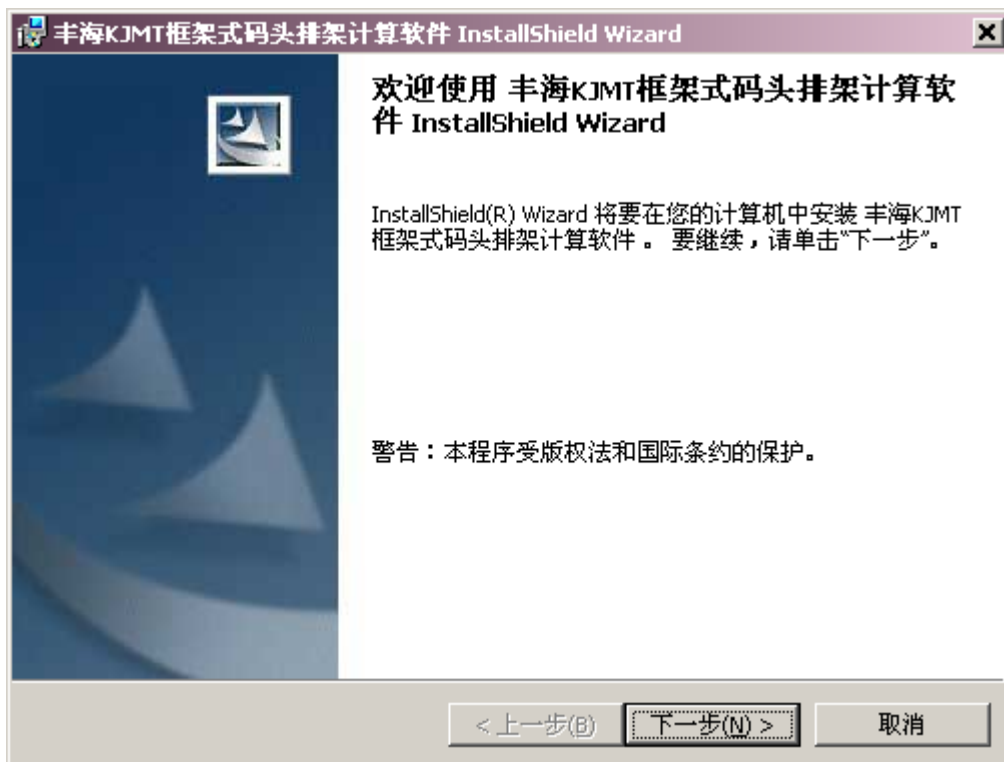 丰海KJMT框架式码头排架计算软件 InstallShield Wizard
欢迎使用 丰海KJMT框架式码头排架计算软
件 InstallShield Wizard
InstallShield(R) Wizard 将要在您的计算机中安装 丰海KJMT
框架式码头排架计算软件 。 要继续，请单击“下一步”。
警告：本程序受版权法和国际条约的保护。
< 上一步(B)
下一步(N) >
取消